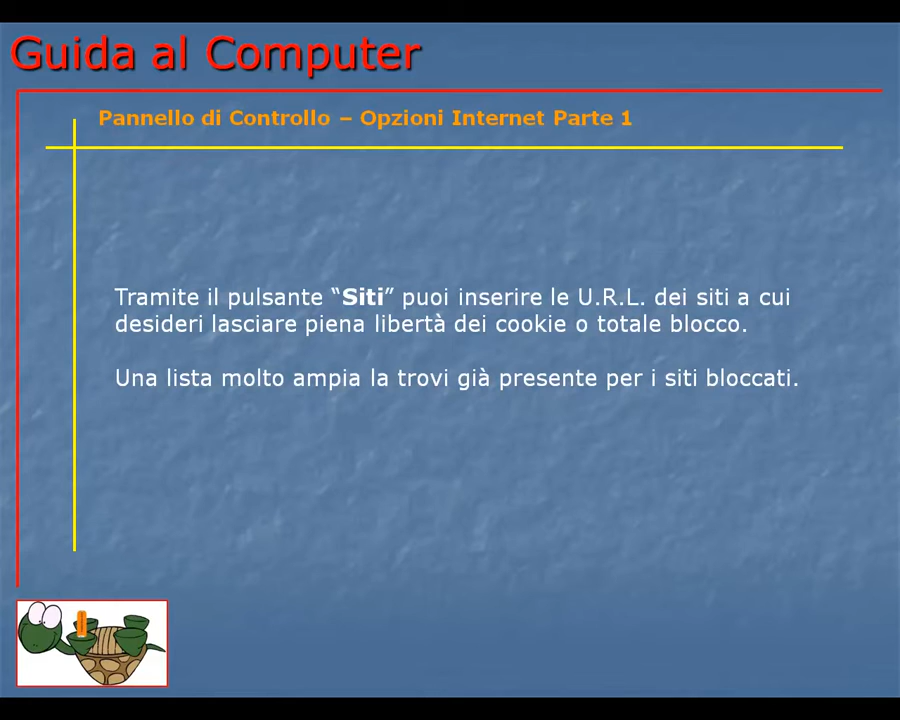 Guida al Computer
Pannello di Controllo – Opzioni Internet Parte 1
Tramite il pulsante “Siti” puoi inserire le U.R.L. dei siti a cui
desideri lasciare piena libertà dei cookie o totale blocco.
Una lista molto ampia la trovi già presente per i siti bloccati.